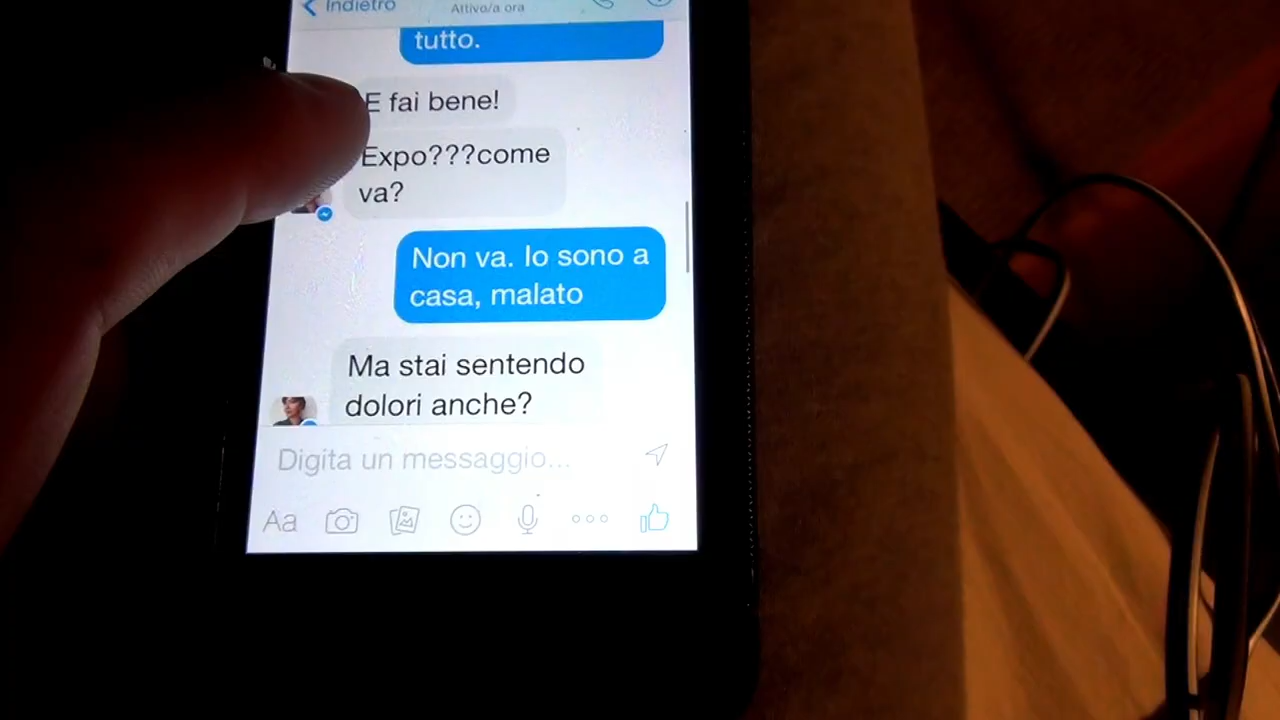 Indietro
Attivo/a ora
tutto.
E fai bene!
Expo???come
va?
Non va. Io sono a
casa, malato
Ma stai sentendo
dolori anche?
Digita un messaggio...
Aa